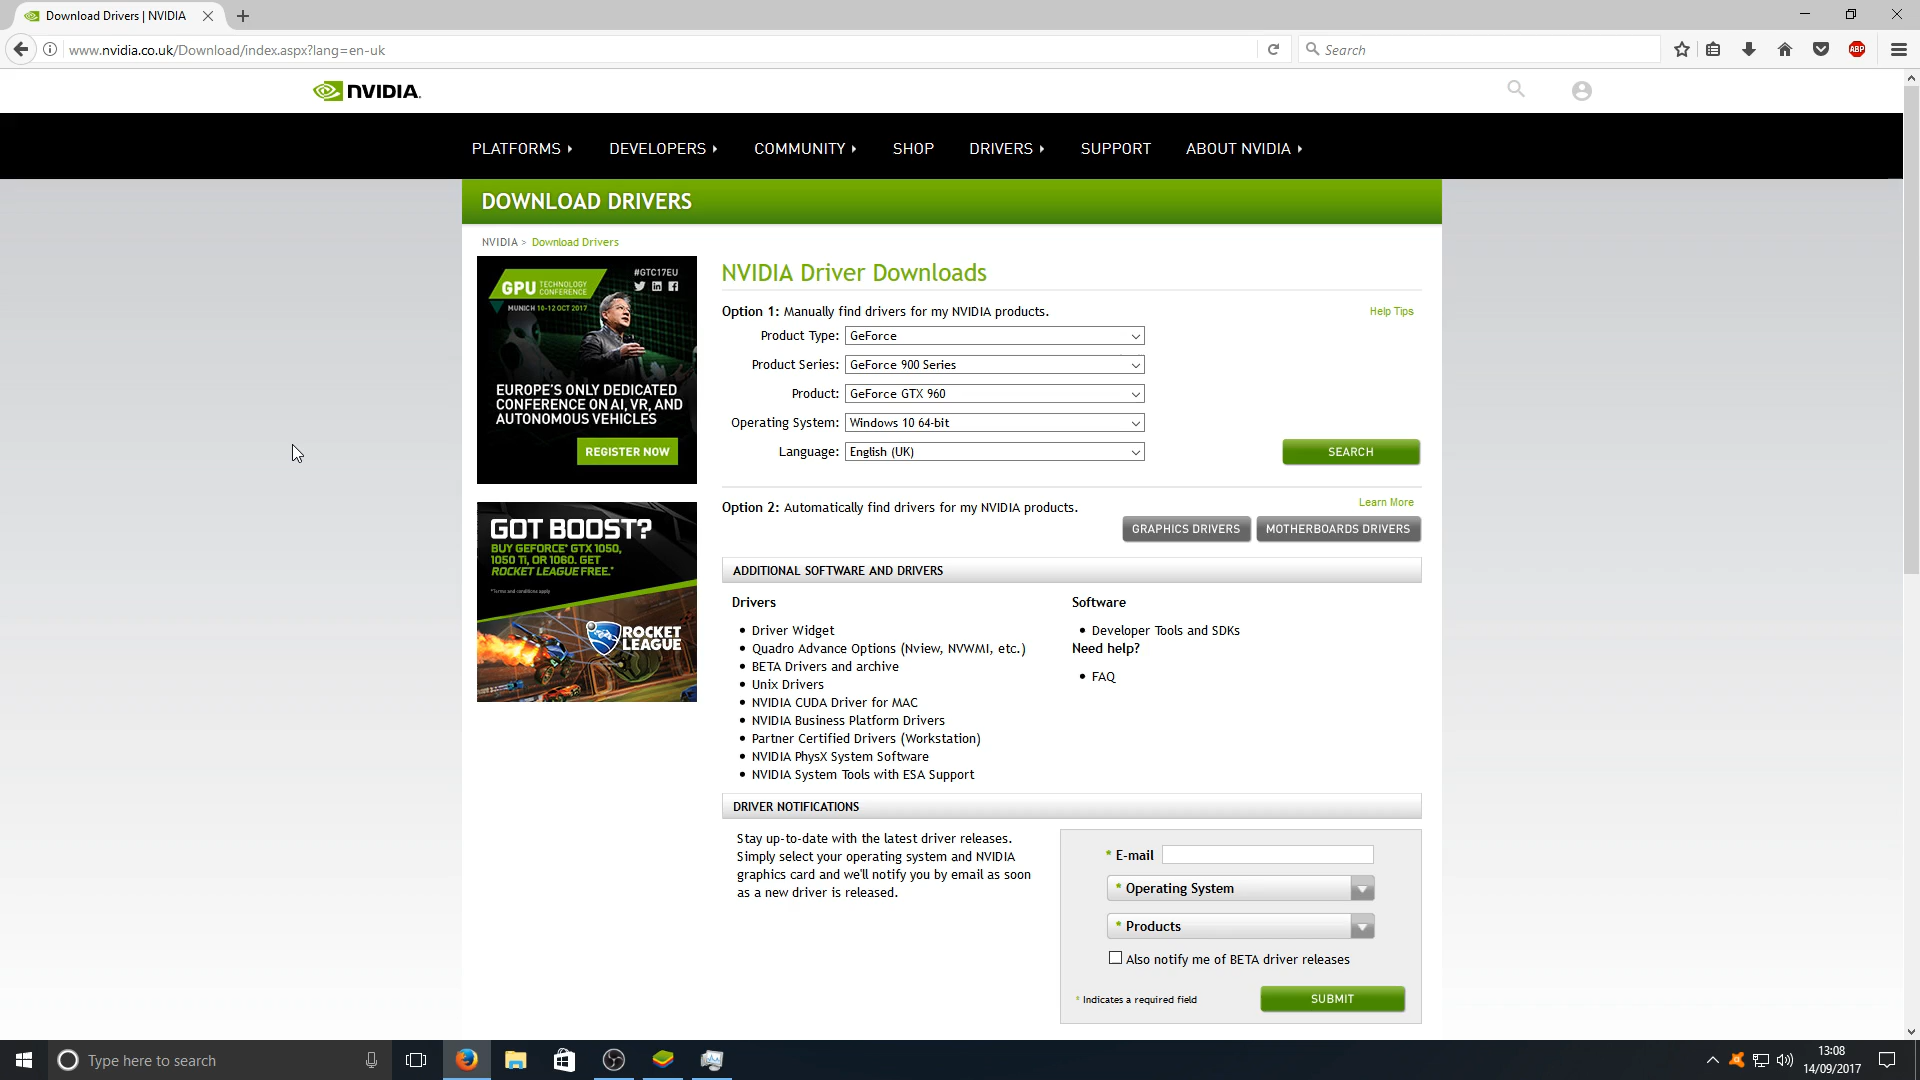 Download Drivers | NVIDIA
www.nvidia.co.uk/Download/index.aspx?lang=en-uk
Search
ABP
NVIDIA.
PLATFORMS
DEVELOPERS
COMMUNITY
SHOP
DRIVERS
SUPPORT
ABOUT NVIDIA
DOWNLOAD DRIVERS
NVIDIA > Download Drivers
GPU TECHNOLOGY CONFERENCE
#GTC17EU
MUNICH 10-12 OCT 2017
EUROPE'S ONLY DEDICATED
CONFERENCE ON AI, VR, AND
AUTONOMOUS VEHICLES
REGISTER NOW
GOT BOOST?
BUY GEFORCE® GTX 1050,
1050 TI, OR 1060. GET
ROCKET LEAGUE FREE.*
*Terms and conditions apply
ROCKET
LEAGUE
NVIDIA Driver Downloads
Option 1: Manually find drivers for my NVIDIA products.
Help Tips
Product Type: GeForce
Product Series: GeForce 900 Series
Product: GeForce GTX 960
Operating System: Windows 10 64-bit
Language: English (UK)
SEARCH
Option 2: Automatically find drivers for my NVIDIA products.
Learn More
GRAPHICS DRIVERS
MOTHERBOARDS DRIVERS
ADDITIONAL SOFTWARE AND DRIVERS
Drivers
• Driver Widget
• Quadro Advance Options (Nview, NVWMI, etc.)
• BETA Drivers and archive
• Unix Drivers
• NVIDIA CUDA Driver for MAC
• NVIDIA Business Platform Drivers
• Partner Certified Drivers (Workstation)
• NVIDIA PhysX System Software
• NVIDIA System Tools with ESA Support
Software
• Developer Tools and SDKs
Need help?
• FAQ
DRIVER NOTIFICATIONS
Stay up-to-date with the latest driver releases.
Simply select your operating system and NVIDIA
graphics card and we'll notify you by email as soon
as a new driver is released.
* E-mail
* Operating System
* Products
Also notify me of BETA driver releases
* Indicates a required field
SUBMIT
Type here to search
13:08
14/09/2017